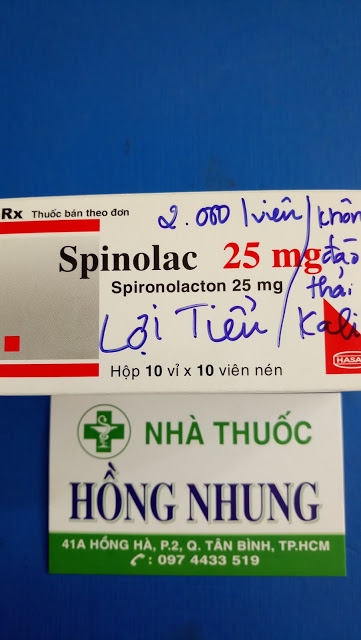 Rx Thuốc bán theo đơn
2.000/viên/không đào thải Kali
Spinolac 25 mg
Spironolacton 25 mg
Lợi Tiểu
Hộp 10 vỉ x 10 viên nén
HASA
NHÀ THUỐC
HỒNG NHUNG
41A HỒNG HÀ, P.2, Q. TÂN BÌNH, TP.HCM
: 097 4433 519